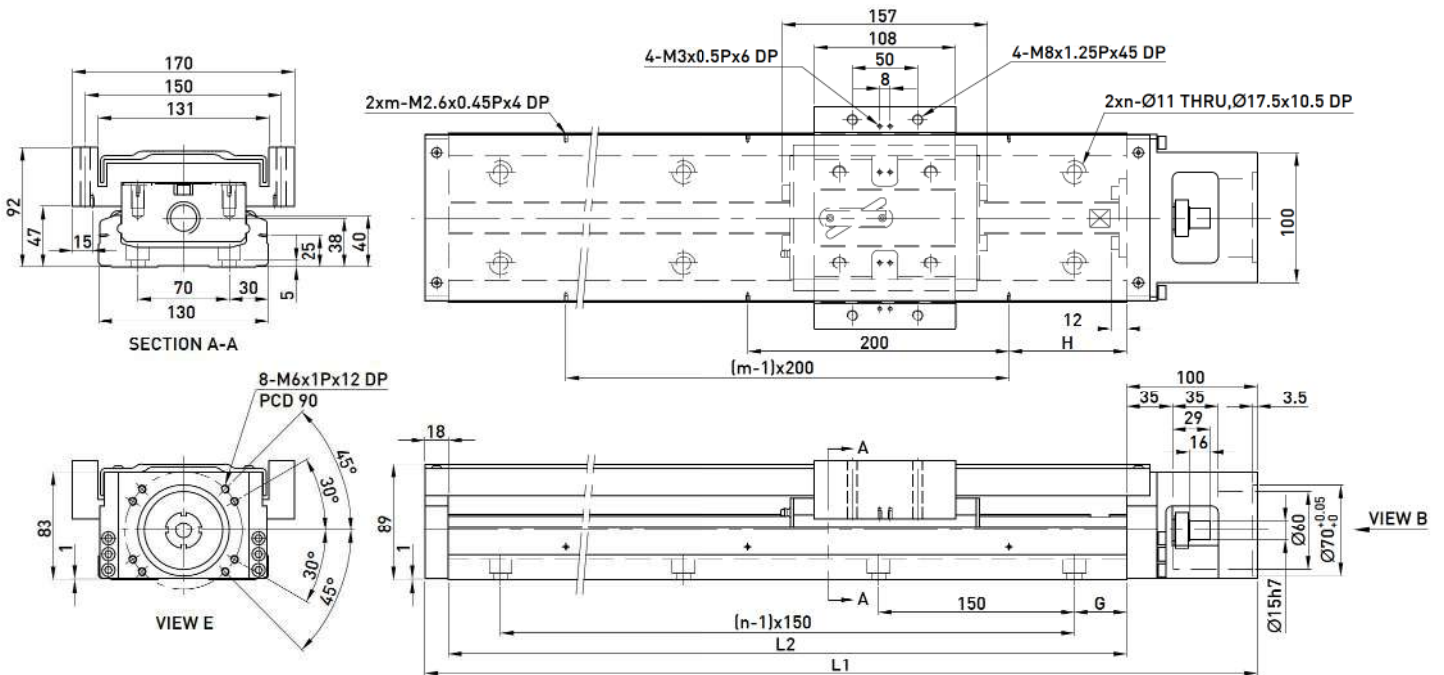 170
150
131
92
47
15
25
38
40
5
70
30
130
SECTION A-A
157
108
50
8
4-M3x0.5Px6 DP
4-M8x1.25Px45 DP
2xm-M2.6x0.45Px4 DP
2xn-Ø11 THRU,Ø17.5x10.5 DP
100
12
200
H
(m-1)x200
8-M6x1Px12 DP
PCD 90
45°
30°
30°
45°
83
1
VIEW E
18
A
89
1
A
150
G
(n-1)x150
L2
L1
100
35
35
3.5
29
16
Ø60
Ø70+0.05
+0
Ø15h7
VIEW B